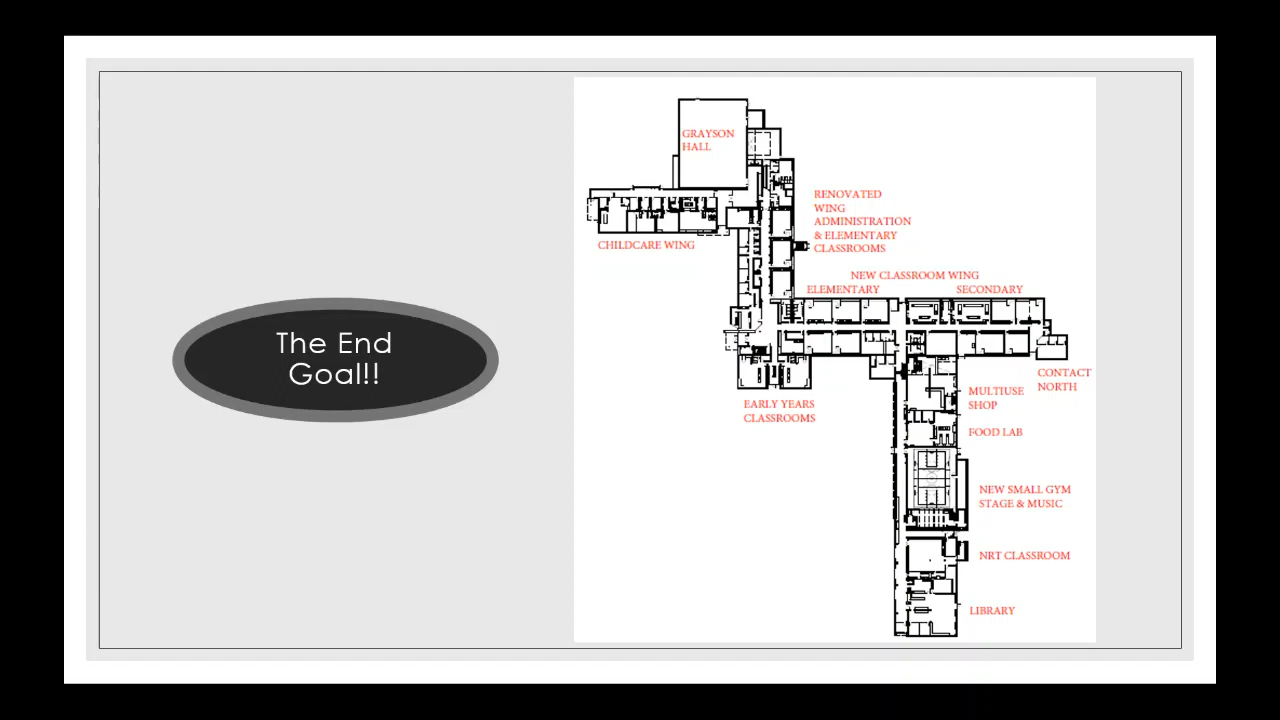 The End
Goal!!
GRAYSON
HALL
RENOVATED
WING
ADMINISTRATION
& ELEMENTARY
CLASSROOMS
CHILDCARE WING
NEW CLASSROOM WING
ELEMENTARY
SECONDARY
CONTACT
NORTH
EARLY YEARS
CLASSROOMS
MULTIUSE
SHOP
FOOD LAB
NEW SMALL GYM
STAGE & MUSIC
NRT CLASSROOM
LIBRARY